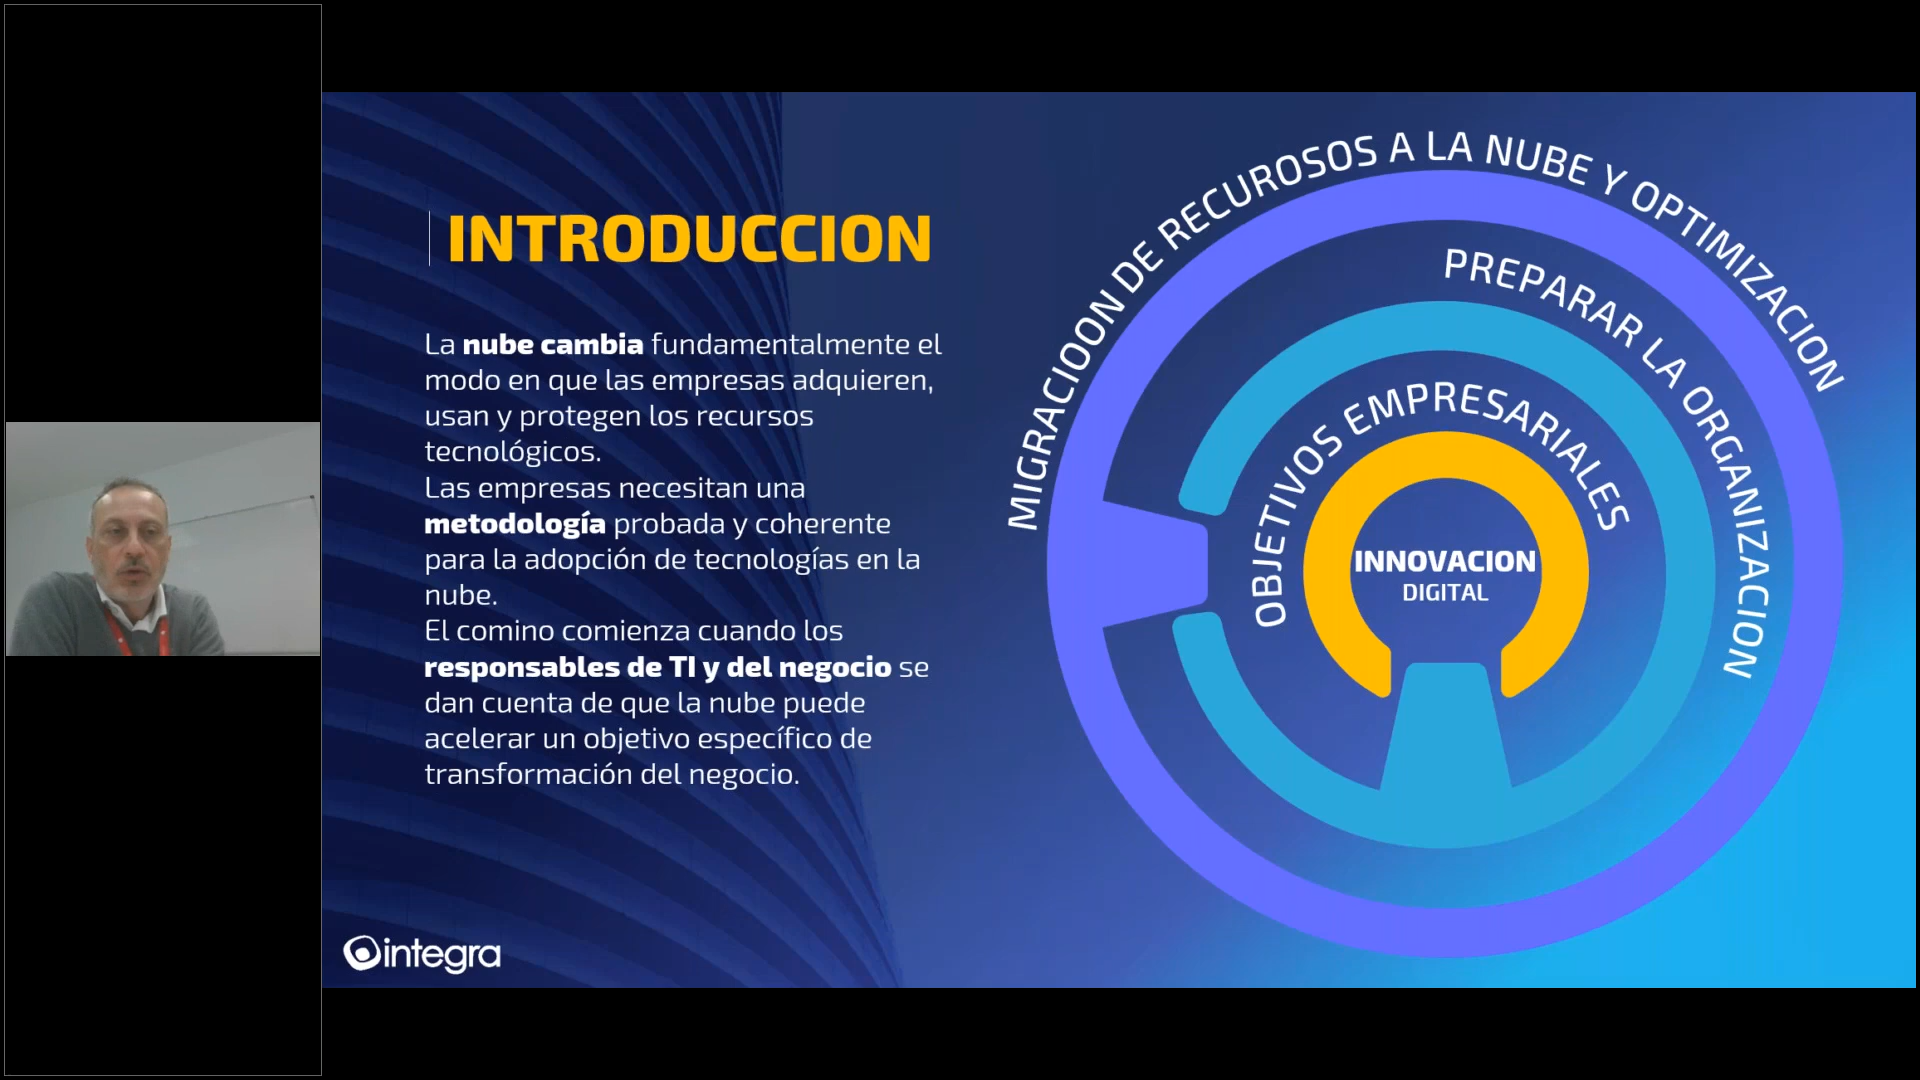 INTRODUCCION
La nube cambia fundamentalmente el
modo en que las empresas adquieren,
usan y protegen los recursos
tecnológicos.
Las empresas necesitan una
metodología probada y coherente
para la adopción de tecnologías en la
nube.
El comino comienza cuando los
responsables de TI y del negocio se
dan cuenta de que la nube puede
acelerar un objetivo específico de
transformación del negocio.
MIGRACIOON DE RECUROSOS A LA NUBE Y OPTIMIZACION
PREPARAR LA ORGANIZACION
OBJETIVOS EMPRESARIALES
INNOVACION
DIGITAL
integra